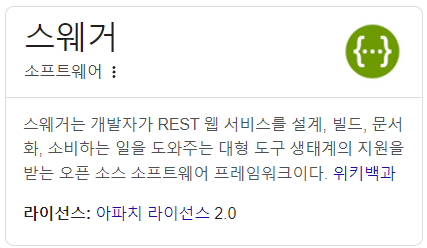 스웨거
소프트웨어
스웨거는 개발자가 REST 웹 서비스를 설계, 빌드, 문서
화, 소비하는 일을 도와주는 대형 도구 생태계의 지원을
받는 오픈 소스 소프트웨어 프레임워크이다. 위키백과
라이선스: 아파치 라이선스 2.0